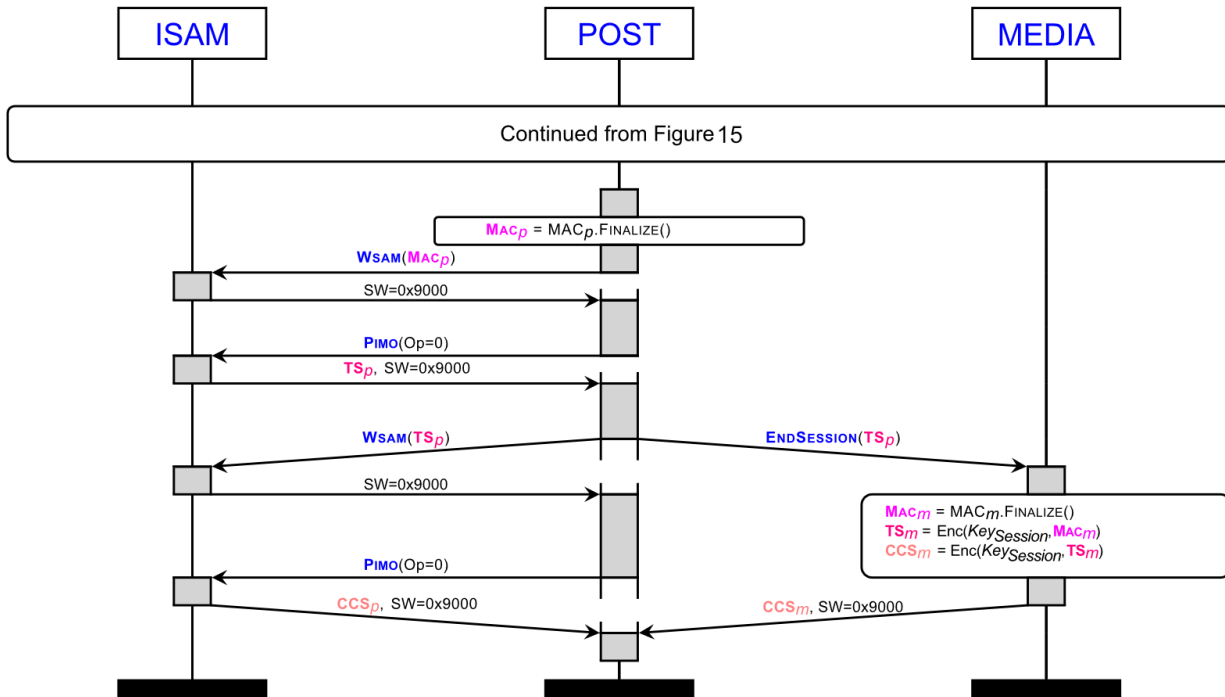 ISAM POST MEDIA
Continued from Figure 15
MACp = MACp.FINALIZE()
WSAM(MACp)
SW=0x9000
PIMO(Op=0)
TSp, SW=0x9000
WSAM(TSp) ENDSESSION(TSp)
SW=0x9000
MACm = MACm.FINALIZE()
TSm = Enc(KeySession,MACm)
CCSm = Enc(KeySession,TSm)
PIMO(Op=0)
CCSp, SW=0x9000 CCSm, SW=0x9000